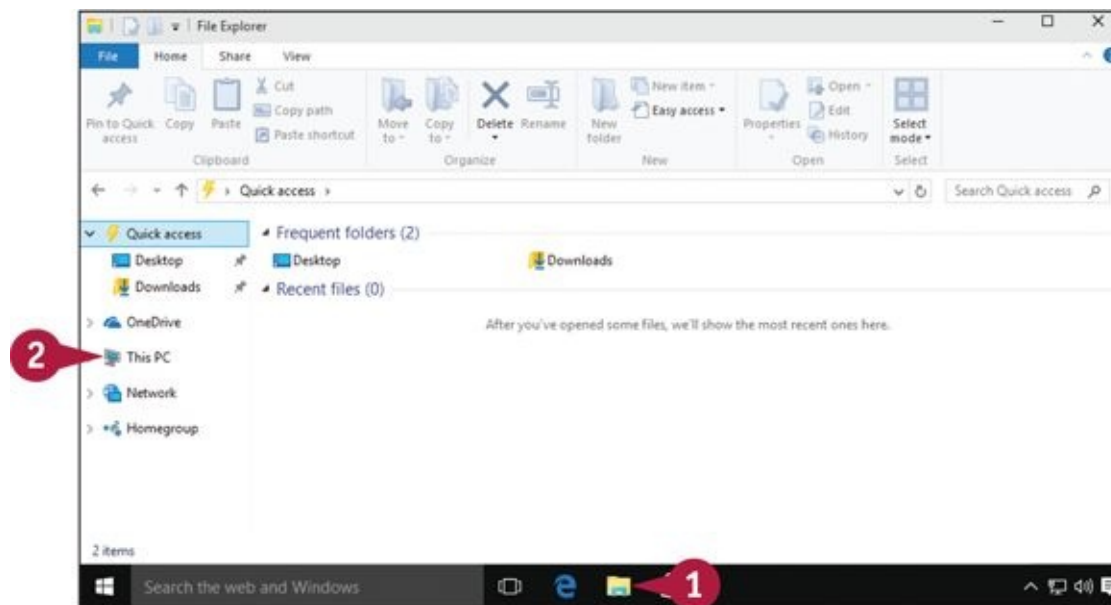 File Explorer
File Home Share View
Pin to Quick access
Copy
Paste
Cut
Copy path
Paste shortcut
Clipboard
Move to
Copy to
Delete
Rename
Organize
New folder
New item
Easy access
New
Properties
Open
Edit
History
Open
Select mode
Select
Quick access
Search Quick access
Quick access
Desktop
Downloads
OneDrive
2
This PC
Network
Homegroup
Frequent folders (2)
Desktop
Downloads
Recent files (0)
After you've opened some files, we'll show the most recent ones here.
2 items
Search the web and Windows
1